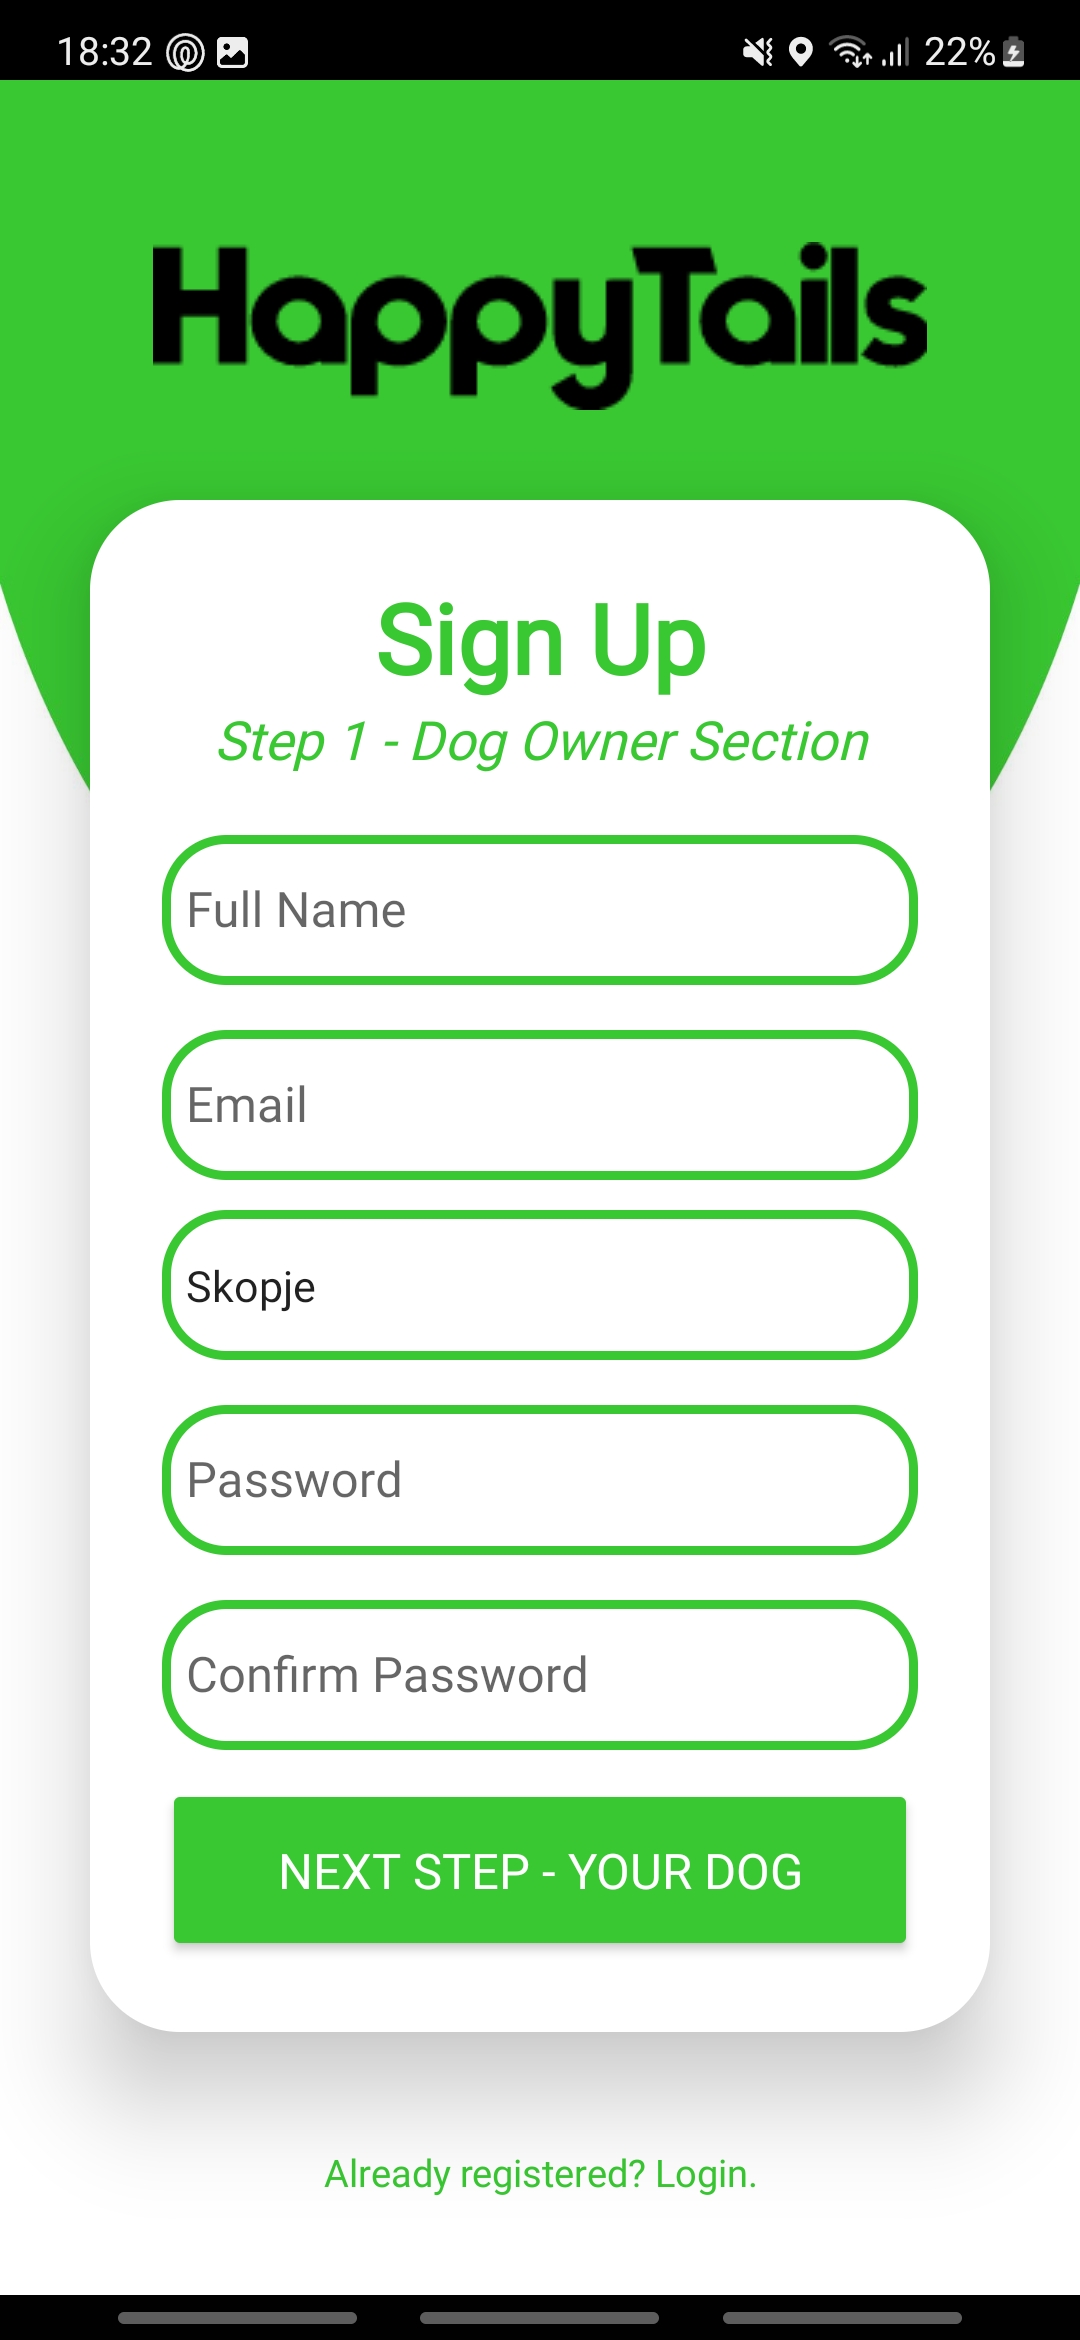 18:32
22%
HappyTails
Sign Up
Step 1 - Dog Owner Section
Full Name
Email
Skopje
Password
Confirm Password
NEXT STEP - YOUR DOG
Already registered? Login.